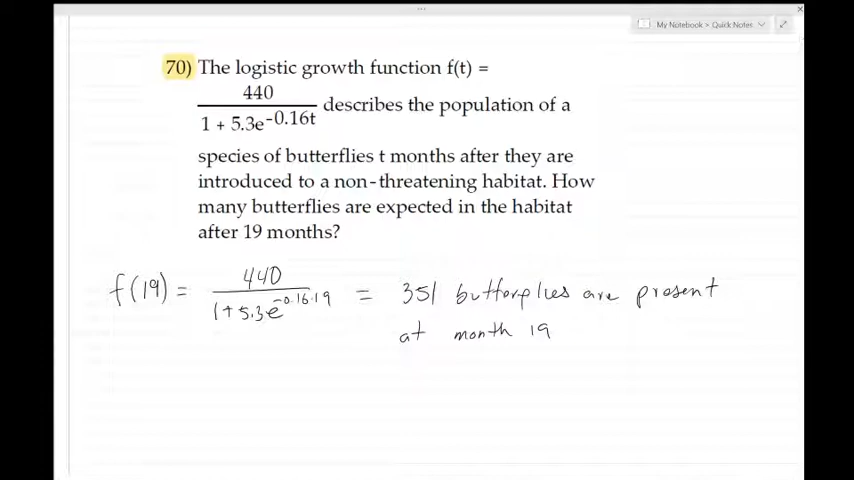 My Notebook > Quick Notes
70) The logistic growth function f(t) =
440
1 + 5.3e-0.16t describes the population of a
species of butterflies t months after they are
introduced to a non-threatening habitat. How
many butterflies are expected in the habitat
after 19 months?
f(19) = 440 / 1+5.3e-0.16·19 = 351 butterflies are present
at month 19